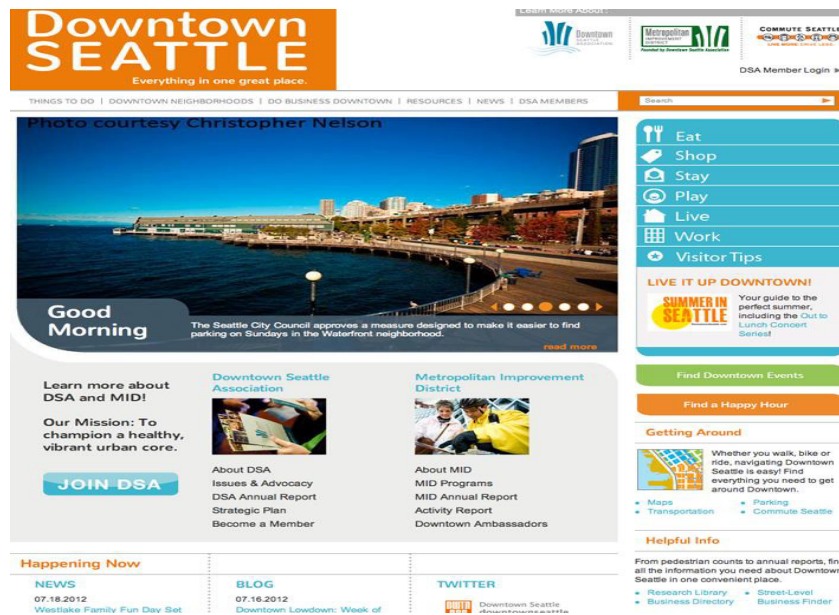 Downtown
SEATTLE
Everything in one great place.
Learn More About:
Downtown
SEATTLE
ASSOCIATION
Metropolitan
IMPROVEMENT
DISTRICT
Founded by Downtown Seattle Association
COMMUTE SEATTLE
DSA Member Login
THINGS TO DO | DOWNTOWN NEIGHBORHOODS | DO BUSINESS DOWNTOWN | RESOURCES | NEWS | DSA MEMBERS
Search
Photo courtesy Christopher Nelson
Good
Morning
The Seattle City Council approves a measure designed to make it easier to find
parking on Sundays in the Waterfront neighborhood.
read more
Eat
Shop
Stay
Play
Live
Work
Visitor Tips
LIVE IT UP DOWNTOWN!
SUMMER IN
SEATTLE
Your guide to the
perfect summer,
including the Out to
Lunch Concert
Series!
Find Downtown Events
Find a Happy Hour
Getting Around
Whether you walk, bike or
ride, navigating Downtown
Seattle is easy! Find
everything you need to get
around Downtown.
Maps
Transportation
Parking
Commute Seattle
Helpful Info
From pedestrian counts to annual reports, fin
all the information you need about Downtown
Seattle in one convenient place.
Research Library
Business Directory
Street-Level
Business Finder
Learn more about
DSA and MID!
Our Mission: To
champion a healthy,
vibrant urban core.
JOIN DSA
Downtown Seattle
Association
About DSA
Issues & Advocacy
DSA Annual Report
Strategic Plan
Become a Member
Metropolitan Improvement
District
About MID
MID Programs
MID Annual Report
Activity Report
Downtown Ambassadors
Happening Now
NEWS
07.18.2012
Westlake Family Fun Day Set
BLOG
07.16.2012
Downtown Lowdown: Week of
TWITTER
Downtown Seattle
downtownseattle